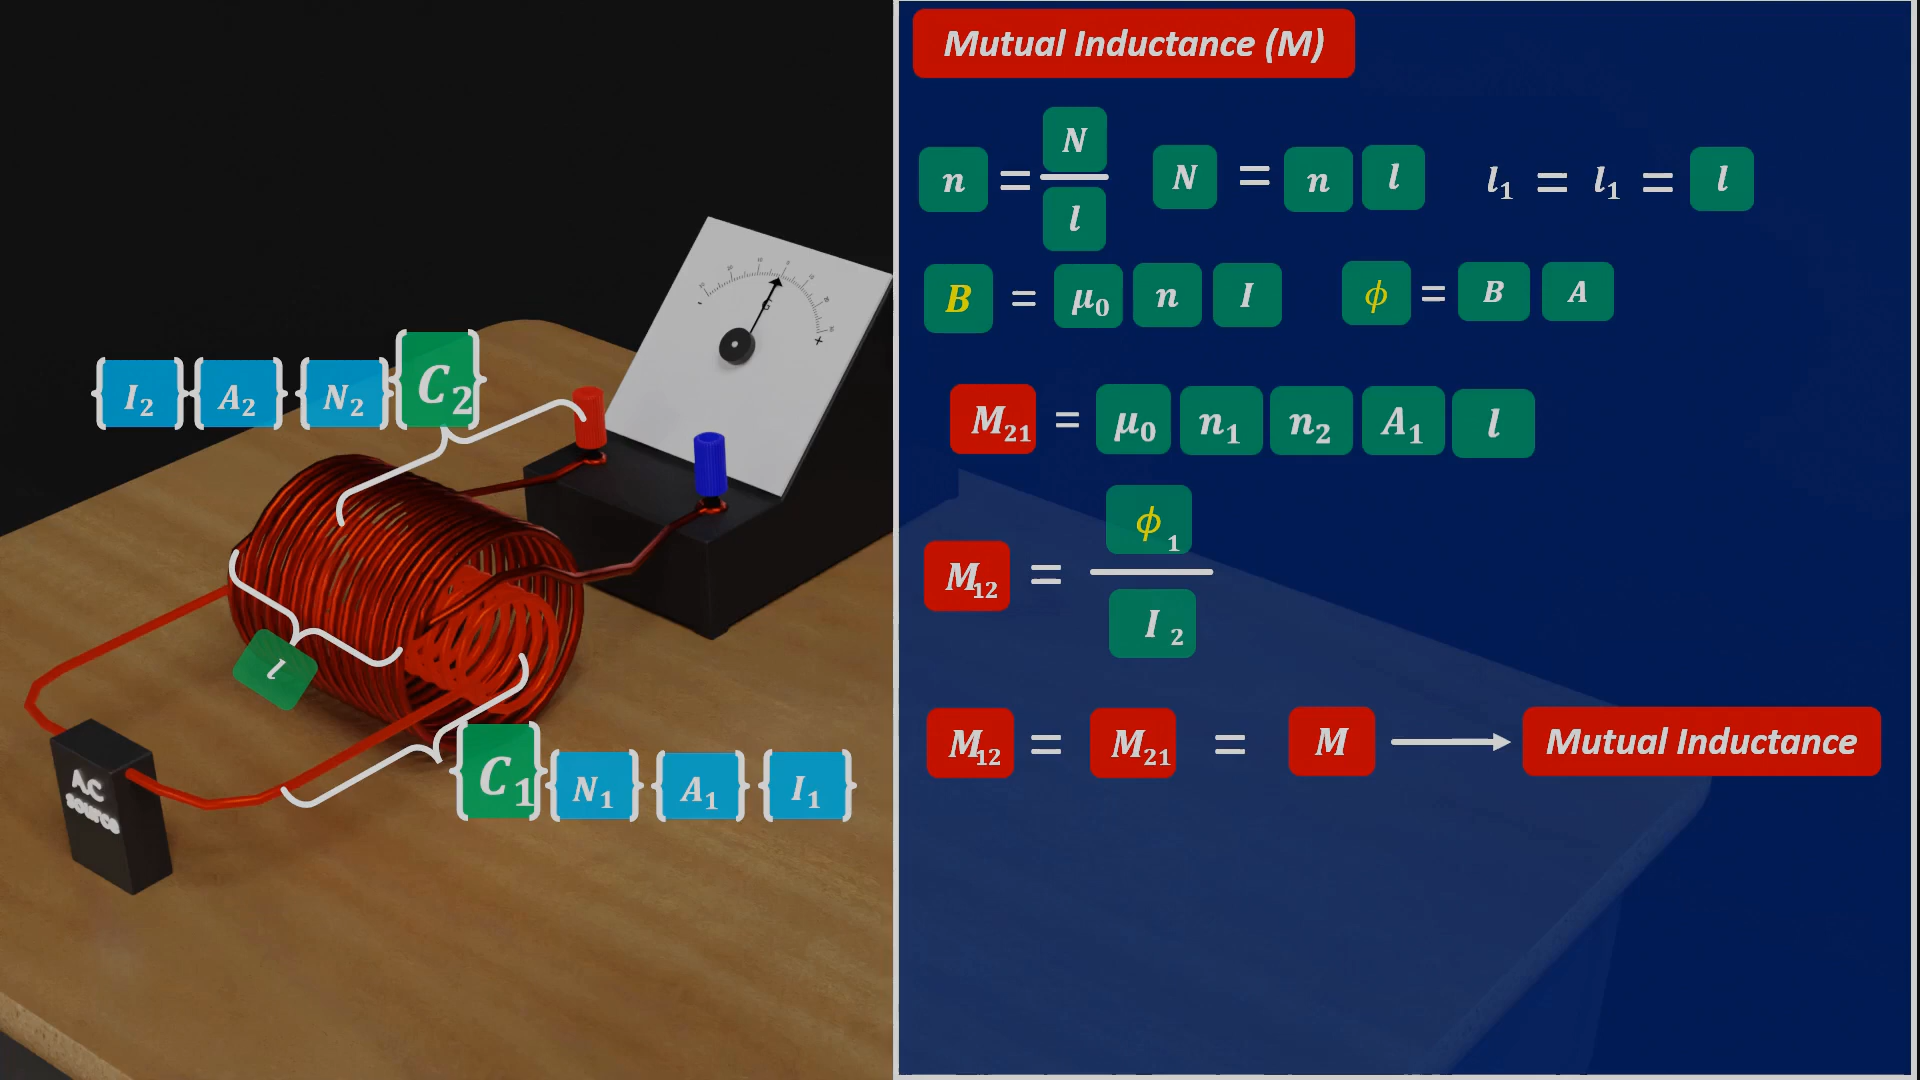 Mutual Inductance (M)
n = N / l
N = n l
l₁ = l₁ = l
B = μ₀ n I
ϕ = B A
M₂₁ = μ₀ n₁ n₂ A₁ l
M₁₂ = ϕ₁ / I₂
M₁₂ = M₂₁ = M → Mutual Inductance
I₂ A₂ N₂ C₂
G
- +
l
C₁ N₁ A₁ I₁
AC
source